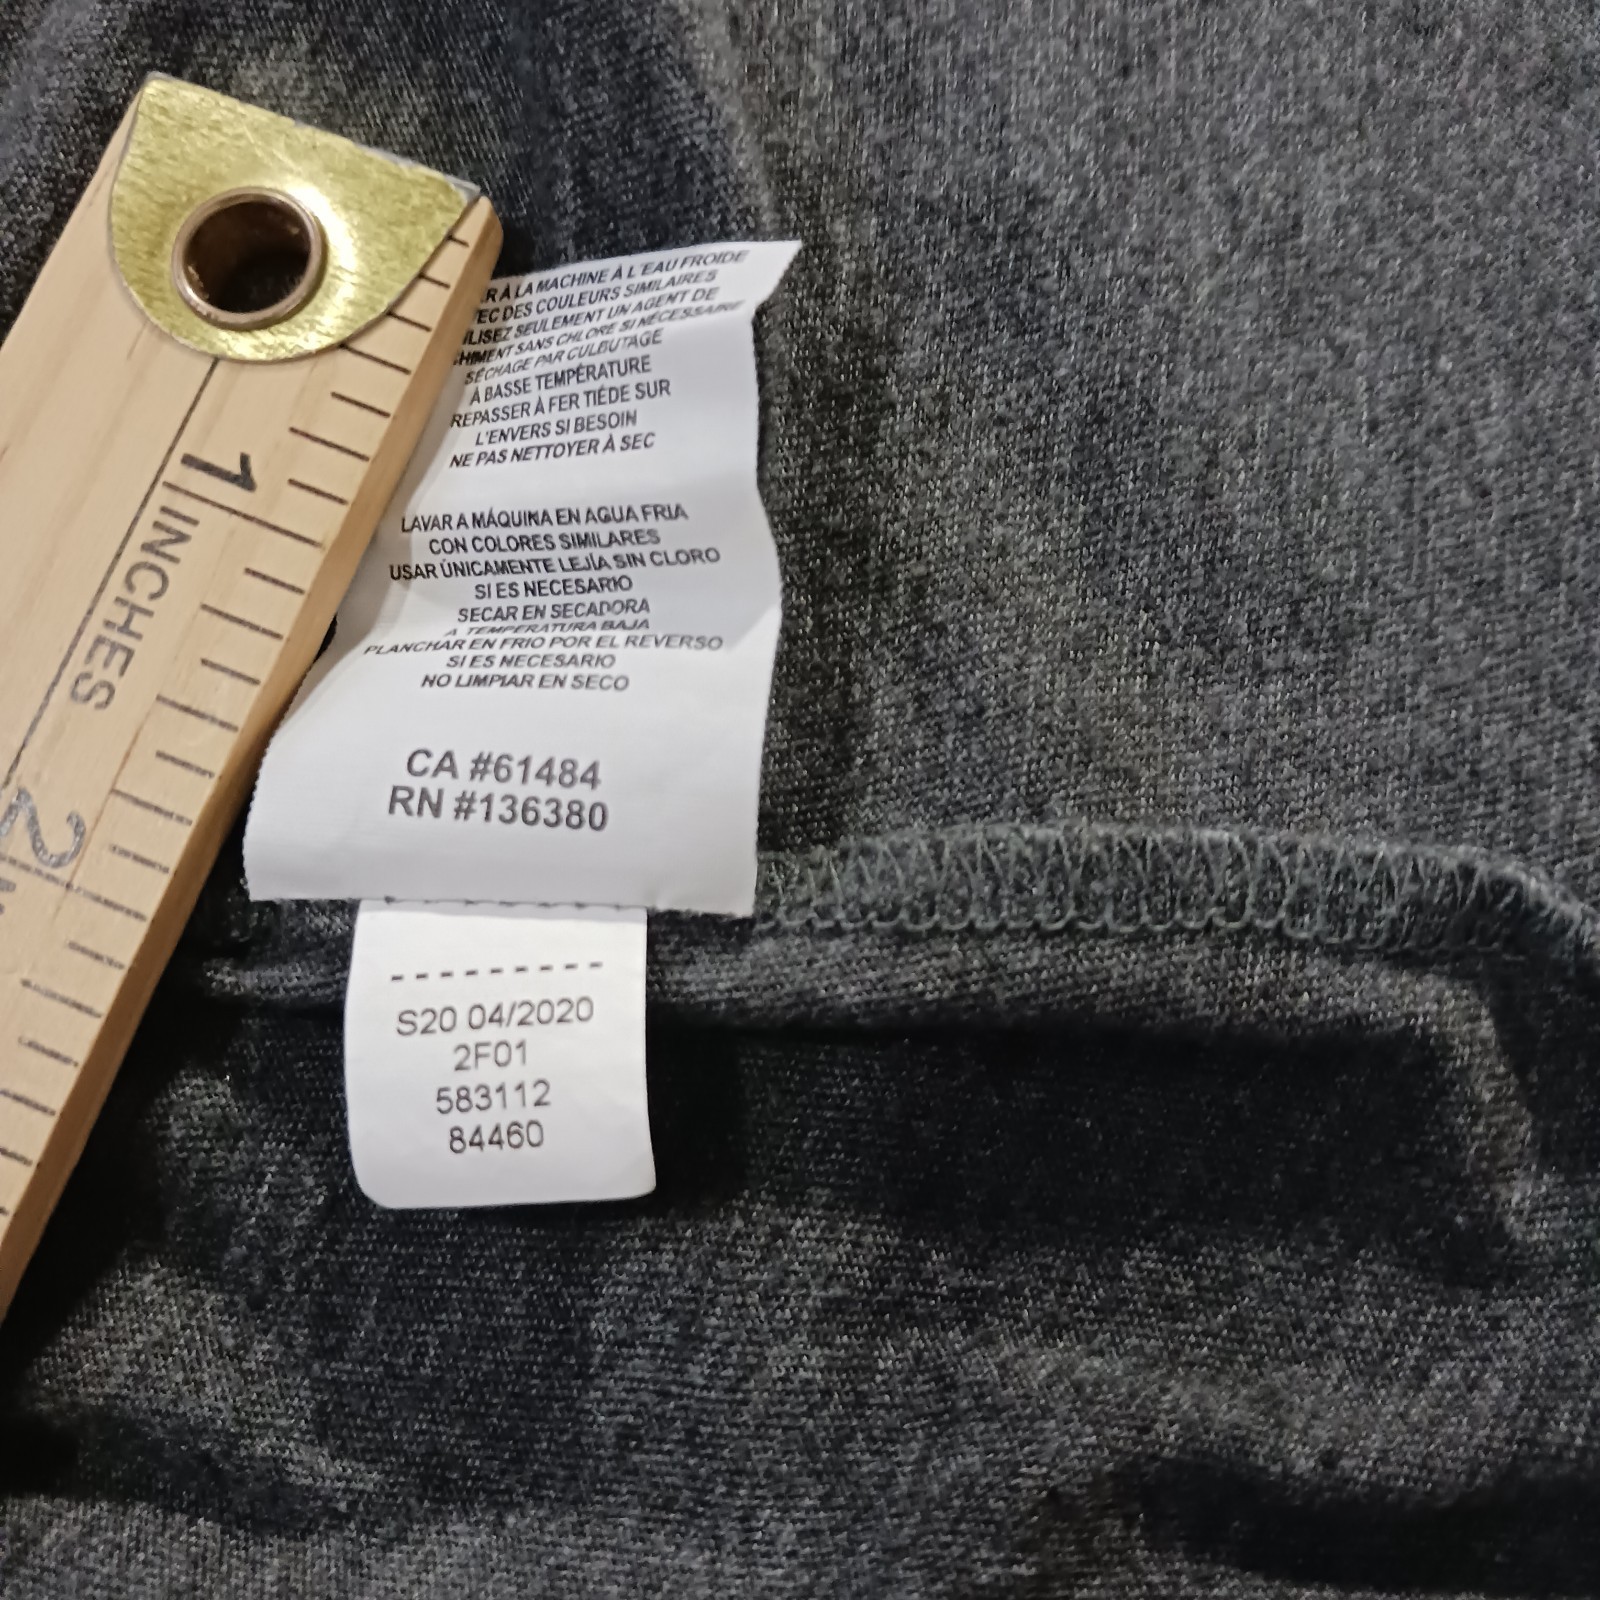 R À LA MACHINE À L'EAU FROIDE
EC DES COULEURS SIMILAIRES
LISEZ SEULEMENT UN AGENT DE
CHIMENT SANS CHLORE SI NÉCESSAIRE
SÉCHAGE PAR CULBUTAGE
À BASSE TEMPÉRATURE
REPASSER À FER TIÉDE SUR
L'ENVERS SI BESOIN
NE PAS NETTOYER À SEC
LAVAR A MÁQUINA EN AGUA FRIA
CON COLORES SIMILARES
USAR ÚNICAMENTE LEJÍA SIN CLORO
SI ES NECESARIO
SECAR EN SECADORA
A TEMPERATURA BAJA
PLANCHAR EN FRIO POR EL REVERSO
SI ES NECESARIO
NO LIMPIAR EN SECO
CA #61484
RN #136380
S20 04/2020
2F01
583112
84460
1 INCHES
2